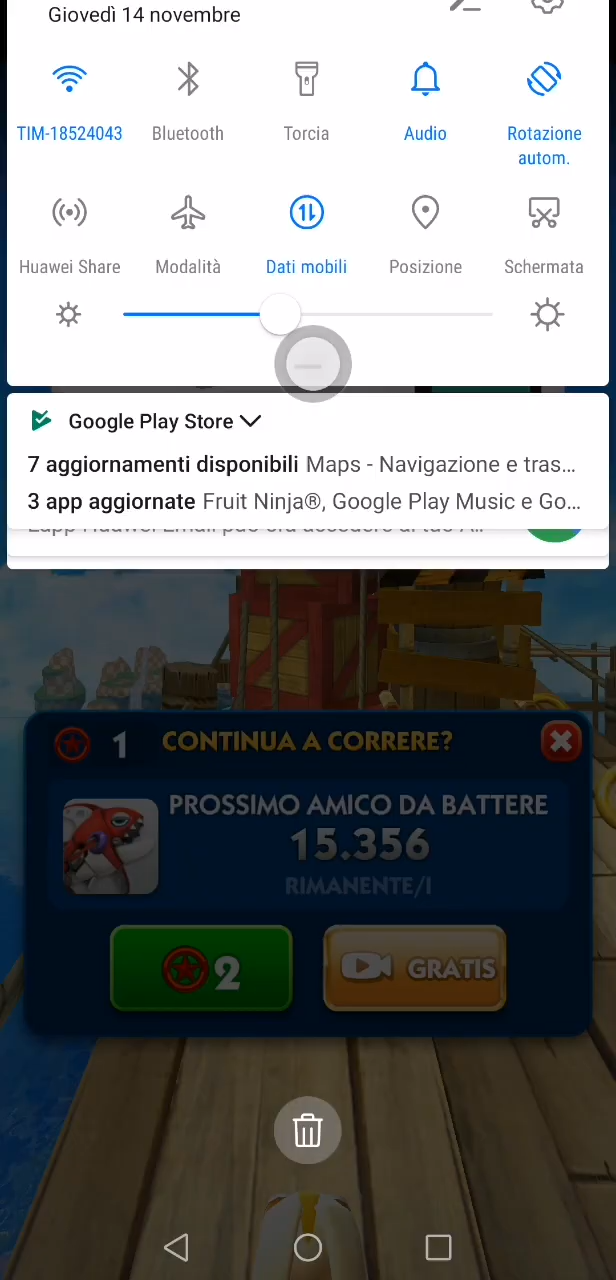 Giovedì 14 novembre
TIM-18524043 Bluetooth Torcia Audio Rotazione autom.
Huawei Share Modalità Dati mobili Posizione Schermata
Google Play Store
7 aggiornamenti disponibili Maps - Navigazione e tras...
3 app aggiornate Fruit Ninja®, Google Play Music e Go...
1 CONTINUA A CORRERE?
PROSSIMO AMICO DA BATTERE
15.356
RIMANENTE/I
2 GRATIS